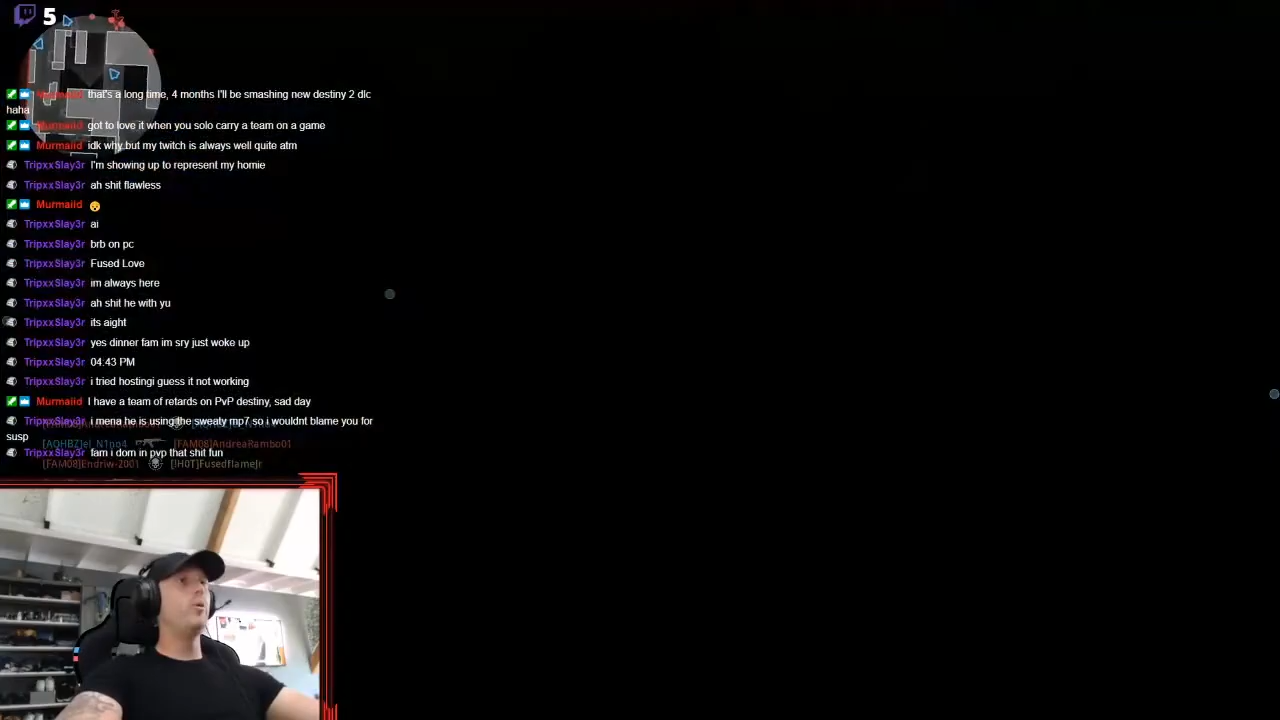 5
Murmaiid that's a long time, 4 months I'll be smashing new destiny 2 dlc
haha
Murmaiid got to love it when you solo carry a team on a game
Murmaiid idk why but my twitch is always well quite atm
TripxxSlay3r I'm showing up to represent my homie
TripxxSlay3r ah shit flawless
Murmaiid
TripxxSlay3r ai
TripxxSlay3r brb on pc
TripxxSlay3r Fused Love
TripxxSlay3r im always here
TripxxSlay3r ah shit he with yu
TripxxSlay3r its aight
TripxxSlay3r yes dinner fam im sry just woke up
TripxxSlay3r 04:43 PM
TripxxSlay3r i tried hostingi guess it not working
Murmaiid I have a team of retards on PvP destiny, sad day
TripxxSlay3r i mena he is using the sweaty mp7 so i wouldnt blame you for
susp
[AQHBZ]el_N1no4 [FAM08]AndreaRambo01
TripxxSlay3r fam i dom in pvp that shit fun
[FAM08]Endriw-2001 [!H0T]FusedflameJr